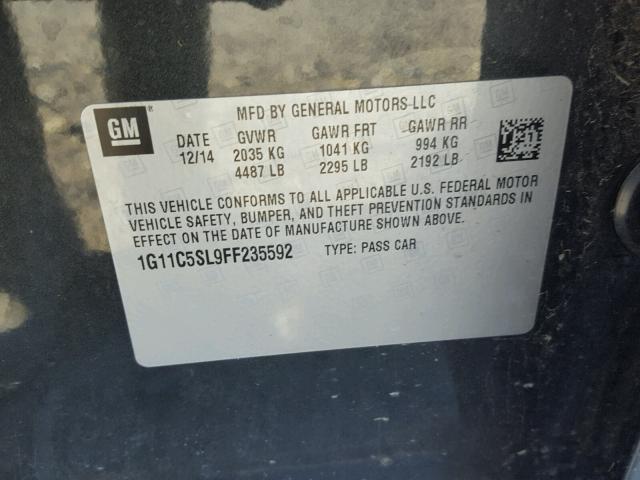 GM
MFD BY GENERAL MOTORS LLC
DATE GVWR GAWR FRT GAWR RR
12/14 2035 KG 1041 KG 994 KG
4487 LB 2295 LB 2192 LB
THIS VEHICLE CONFORMS TO ALL APPLICABLE U.S. FEDERAL MOTOR
VEHICLE SAFETY, BUMPER, AND THEFT PREVENTION STANDARDS IN
EFFECT ON THE DATE OF MANUFACTURE SHOWN ABOVE.
1G11C5SL9FF235592 TYPE: PASS CAR